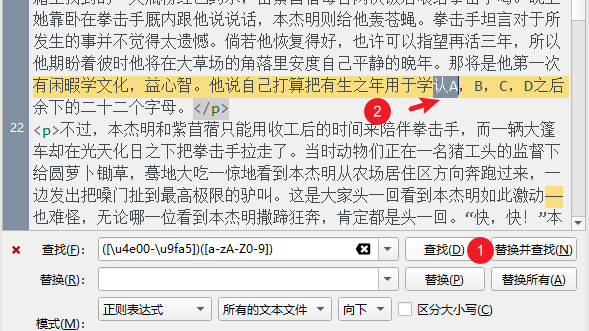 她靠卧在拳击手厩内跟他说说话，本杰明则给他轰苍蝇。拳击手坦言对于所
发生的事并不觉得太遗憾。倘若他恢复得好，也许可以指望再活三年，所以
他期盼着彼时他将在大草场的角落里安度自己平静的晚年。那将是他第一次
有闲暇学文化，益心智。他说自己打算把有生之年用于学认A，B，C，D之后
余下的二十二个字母。</p>
2
22
<p>不过，本杰明和紫苜蓿只能用收工后的时间来陪伴拳击手，而一辆大篷
车却在光天化日之下把拳击手拉走了。当时动物们正在一名猪工头的监督下
给圆萝卜锄草，蓦地大吃一惊地看到本杰明从农场居住区方向奔跑过来，一
边发出把嗓门扯到最高极限的驴叫。这是大家头一回看到本杰明如此激动一
也难怪，无论哪一位看到本杰明撒蹄狂奔，肯定都是头一回。“快，快！”本
查找(F): ([\u4e00-\u9fa5])([a-zA-Z0-9]) 查找(D) 1 替换并查找(N)
替换(R): 替换(P) 替换所有(A)
模式(M): 正则表达式 所有的文本文件 向下 区分大小写(C)